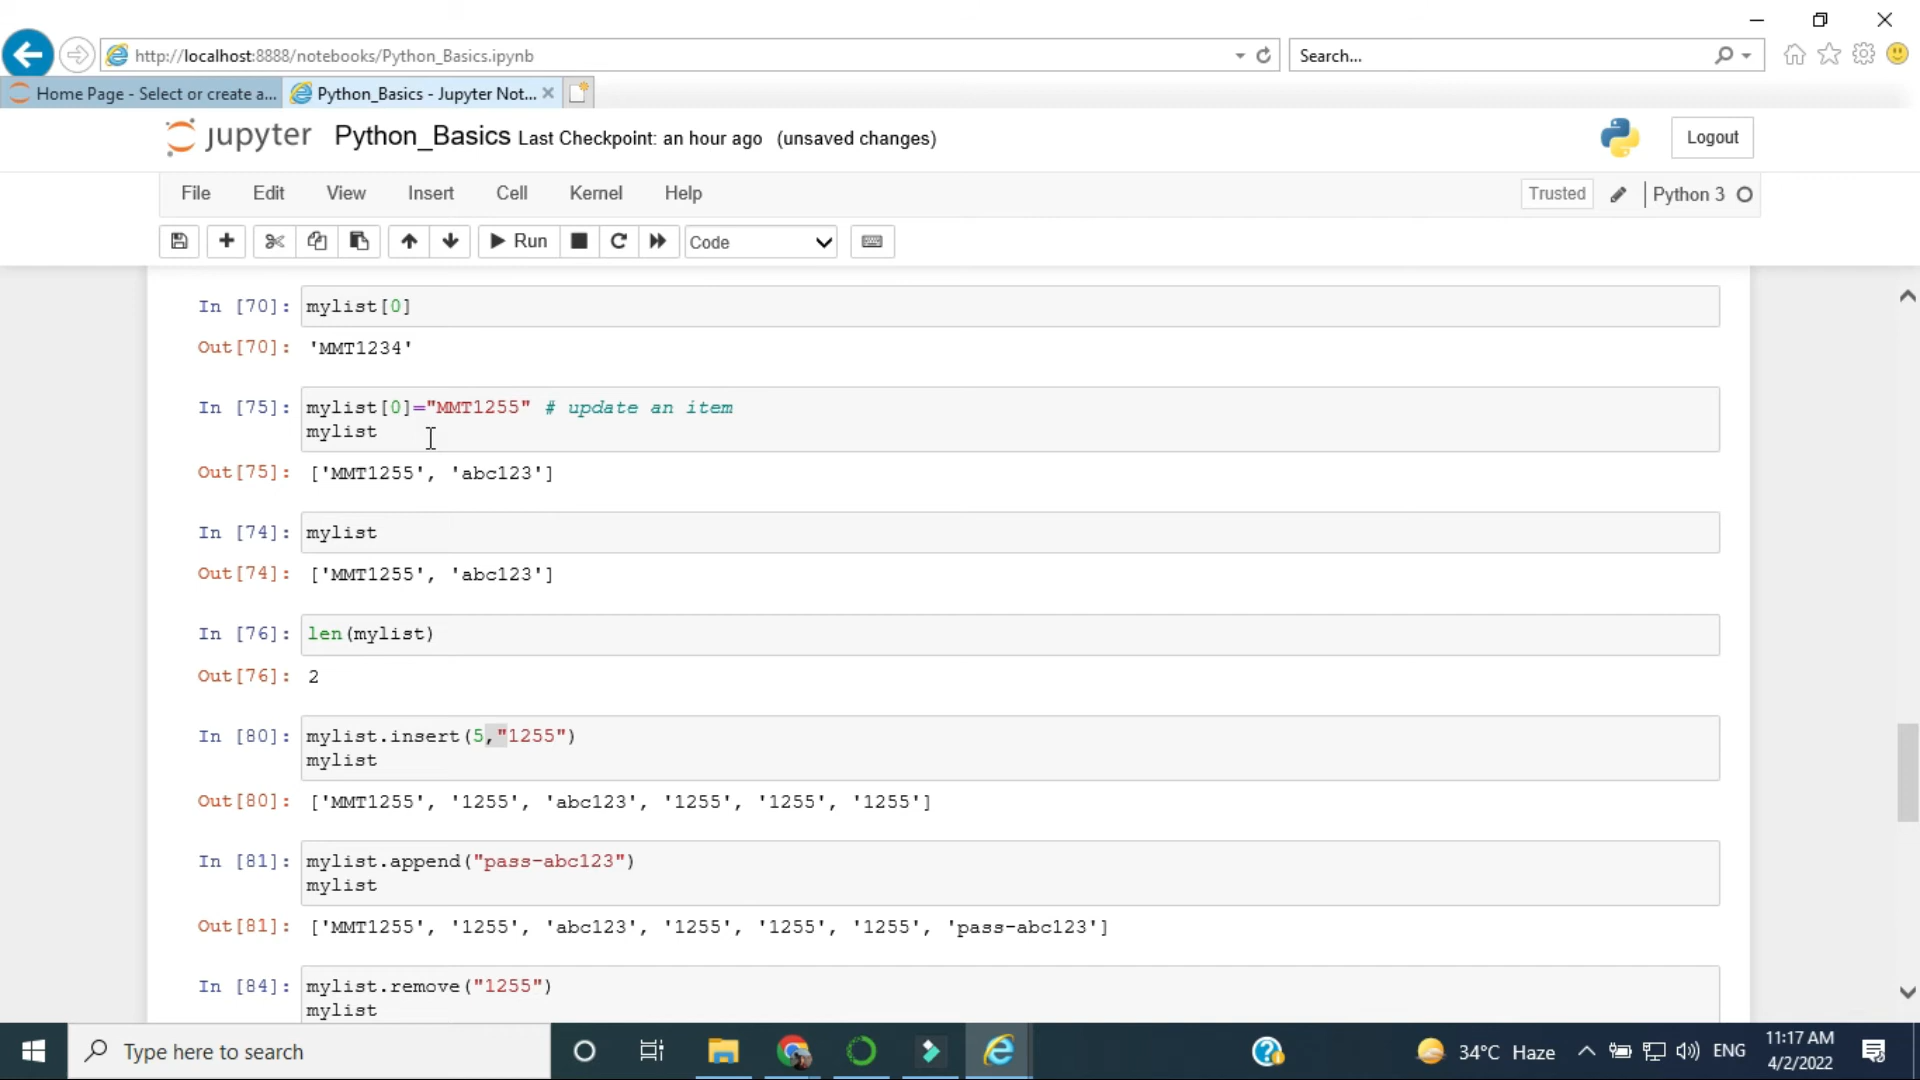 http://localhost:8888/notebooks/Python_Basics.ipynb
Search...
Home Page - Select or create a...
Python_Basics - Jupyter Not...
jupyter Python_Basics Last Checkpoint: an hour ago (unsaved changes)
Logout
File Edit View Insert Cell Kernel Help
Trusted
Python 3
Run
Code
In [70]: mylist[0]
Out[70]: 'MMT1234'
In [75]: mylist[0]="MMT1255" # update an item
mylist
Out[75]: ['MMT1255', 'abc123']
In [74]: mylist
Out[74]: ['MMT1255', 'abc123']
In [76]: len(mylist)
Out[76]: 2
In [80]: mylist.insert(5,"1255")
mylist
Out[80]: ['MMT1255', '1255', 'abc123', '1255', '1255', '1255']
In [81]: mylist.append("pass-abc123")
mylist
Out[81]: ['MMT1255', '1255', 'abc123', '1255', '1255', '1255', 'pass-abc123']
In [84]: mylist.remove("1255")
mylist
Type here to search
34°C Haze
ENG
11:17 AM
4/2/2022